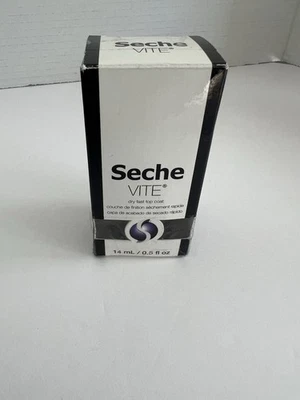 Seche
VITE
Seche
VITE®
dry fast top coat
couche de finition séchement rapide
capa de acabado de secado rápido
14 mL / 0.5 fl oz